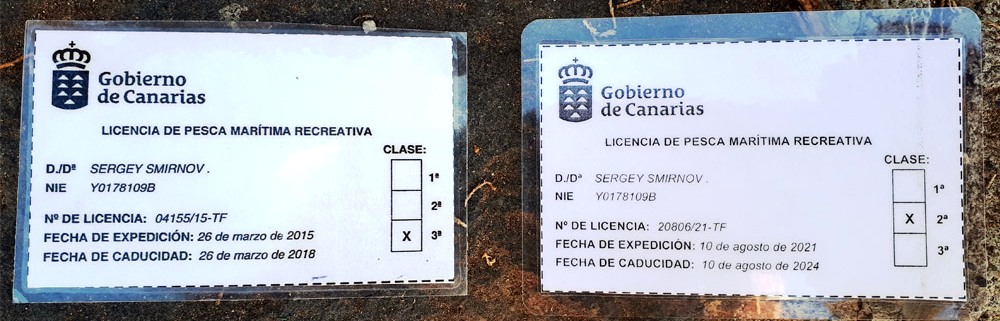 Gobierno
de Canarias
LICENCIA DE PESCA MARÍTIMA RECREATIVA
CLASE:
D./Dª SERGEY SMIRNOV .
1ª
NIE Y0178109B
2ª
Nº DE LICENCIA: 04155/15-TF
FECHA DE EXPEDICIÓN: 26 de marzo de 2015
X 3ª
FECHA DE CADUCIDAD: 26 de marzo de 2018
Gobierno
de Canarias
LICENCIA DE PESCA MARÍTIMA RECREATIVA
CLASE:
D./Dª SERGEY SMIRNOV .
1ª
NIE Y0178109B
X 2ª
Nº DE LICENCIA: 20806/21-TF
FECHA DE EXPEDICIÓN: 10 de agosto de 2021
3ª
FECHA DE CADUCIDAD: 10 de agosto de 2024